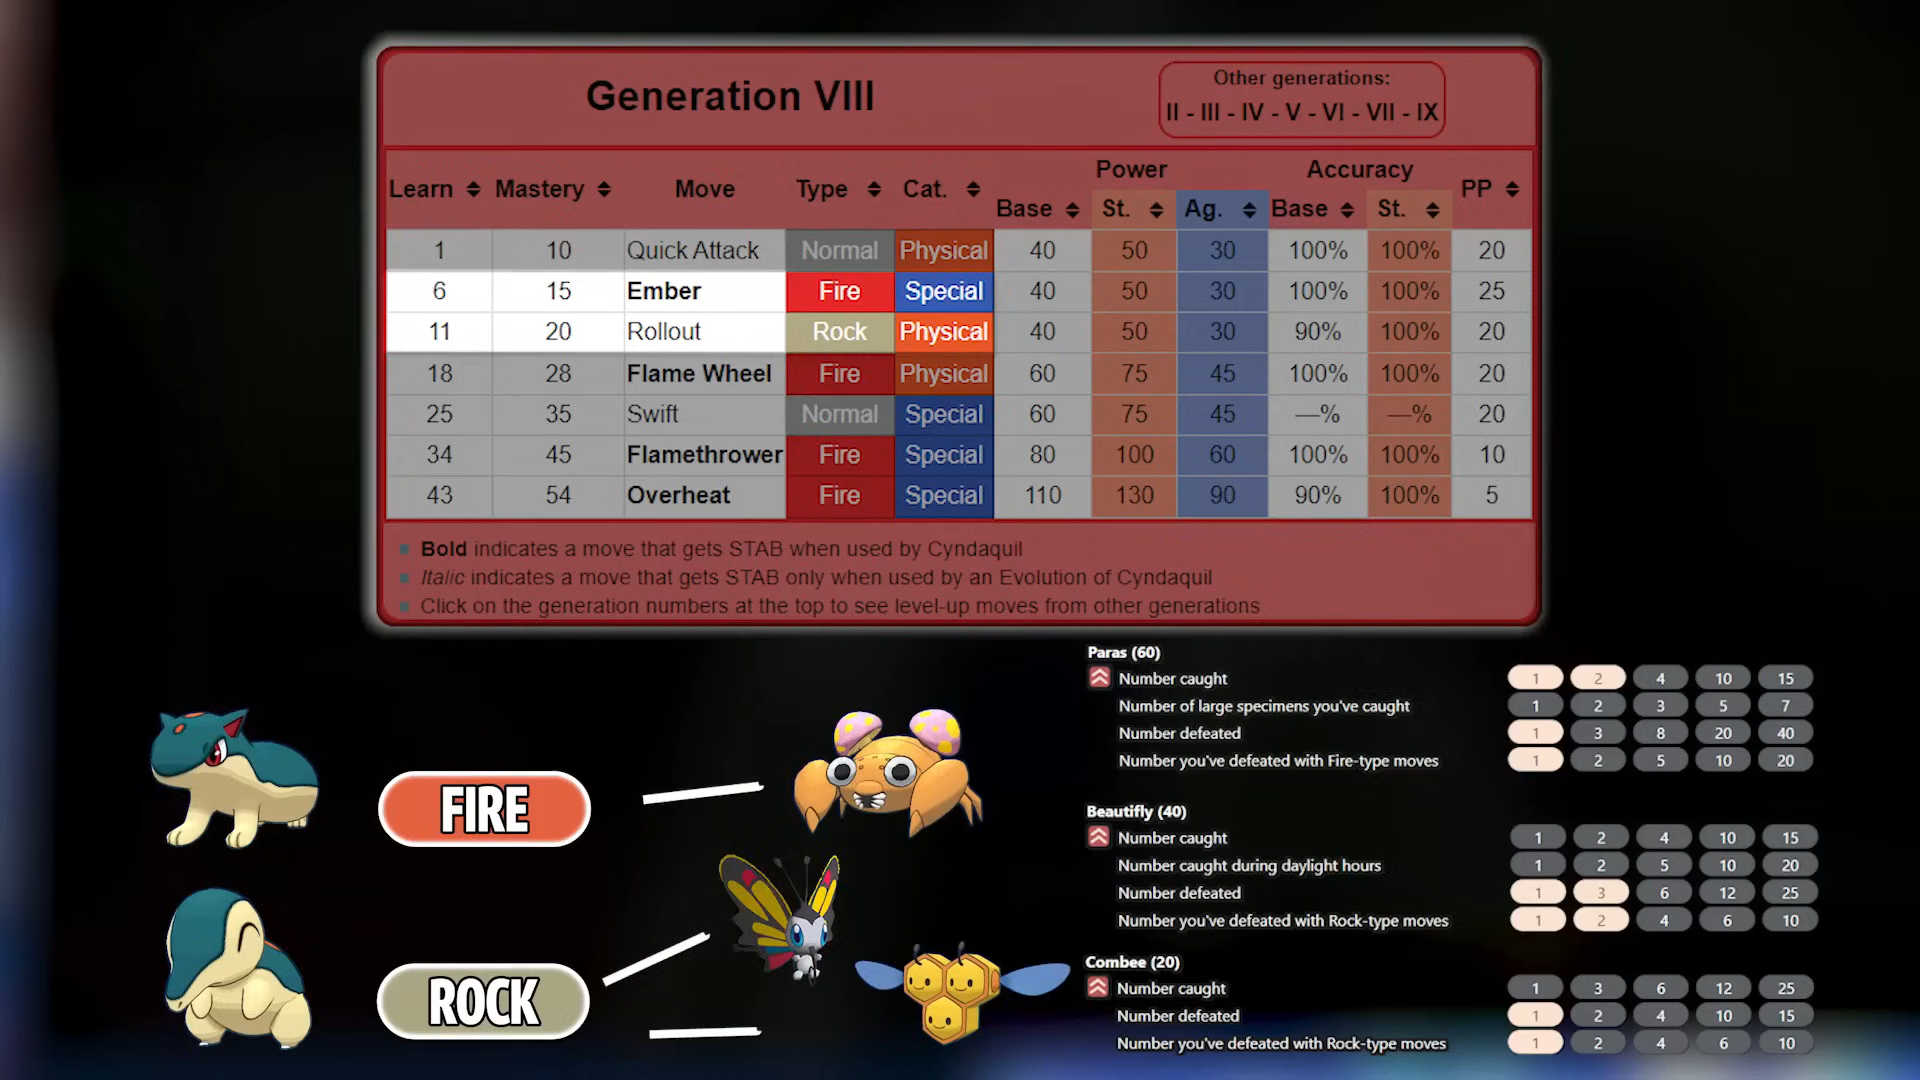 Generation VIII
Other generations:
II - III - IV - V - VI - VII - IX
Learn Mastery Move Type Cat. Power Accuracy PP
Base St. Ag. Base St.
1 10 Quick Attack Normal Physical 40 50 30 100% 100% 20
6 15 Ember Fire Special 40 50 30 100% 100% 25
11 20 Rollout Rock Physical 40 50 30 90% 100% 20
18 28 Flame Wheel Fire Physical 60 75 45 100% 100% 20
25 35 Swift Normal Special 60 75 45 —% —% 20
34 45 Flamethrower Fire Special 80 100 60 100% 100% 10
43 54 Overheat Fire Special 110 130 90 90% 100% 5
Bold indicates a move that gets STAB when used by Cyndaquil
Italic indicates a move that gets STAB only when used by an Evolution of Cyndaquil
Click on the generation numbers at the top to see level-up moves from other generations
FIRE
ROCK
Paras (60)
Number caught 1 2 4 10 15
Number of large specimens you've caught 1 2 3 5 7
Number defeated 1 3 8 20 40
Number you've defeated with Fire-type moves 1 2 5 10 20
Beautifly (40)
Number caught 1 2 4 10 15
Number caught during daylight hours 1 2 5 10 20
Number defeated 1 3 6 12 25
Number you've defeated with Rock-type moves 1 2 4 6 10
Combee (20)
Number caught 1 3 6 12 25
Number defeated 1 2 4 10 15
Number you've defeated with Rock-type moves 1 2 4 6 10